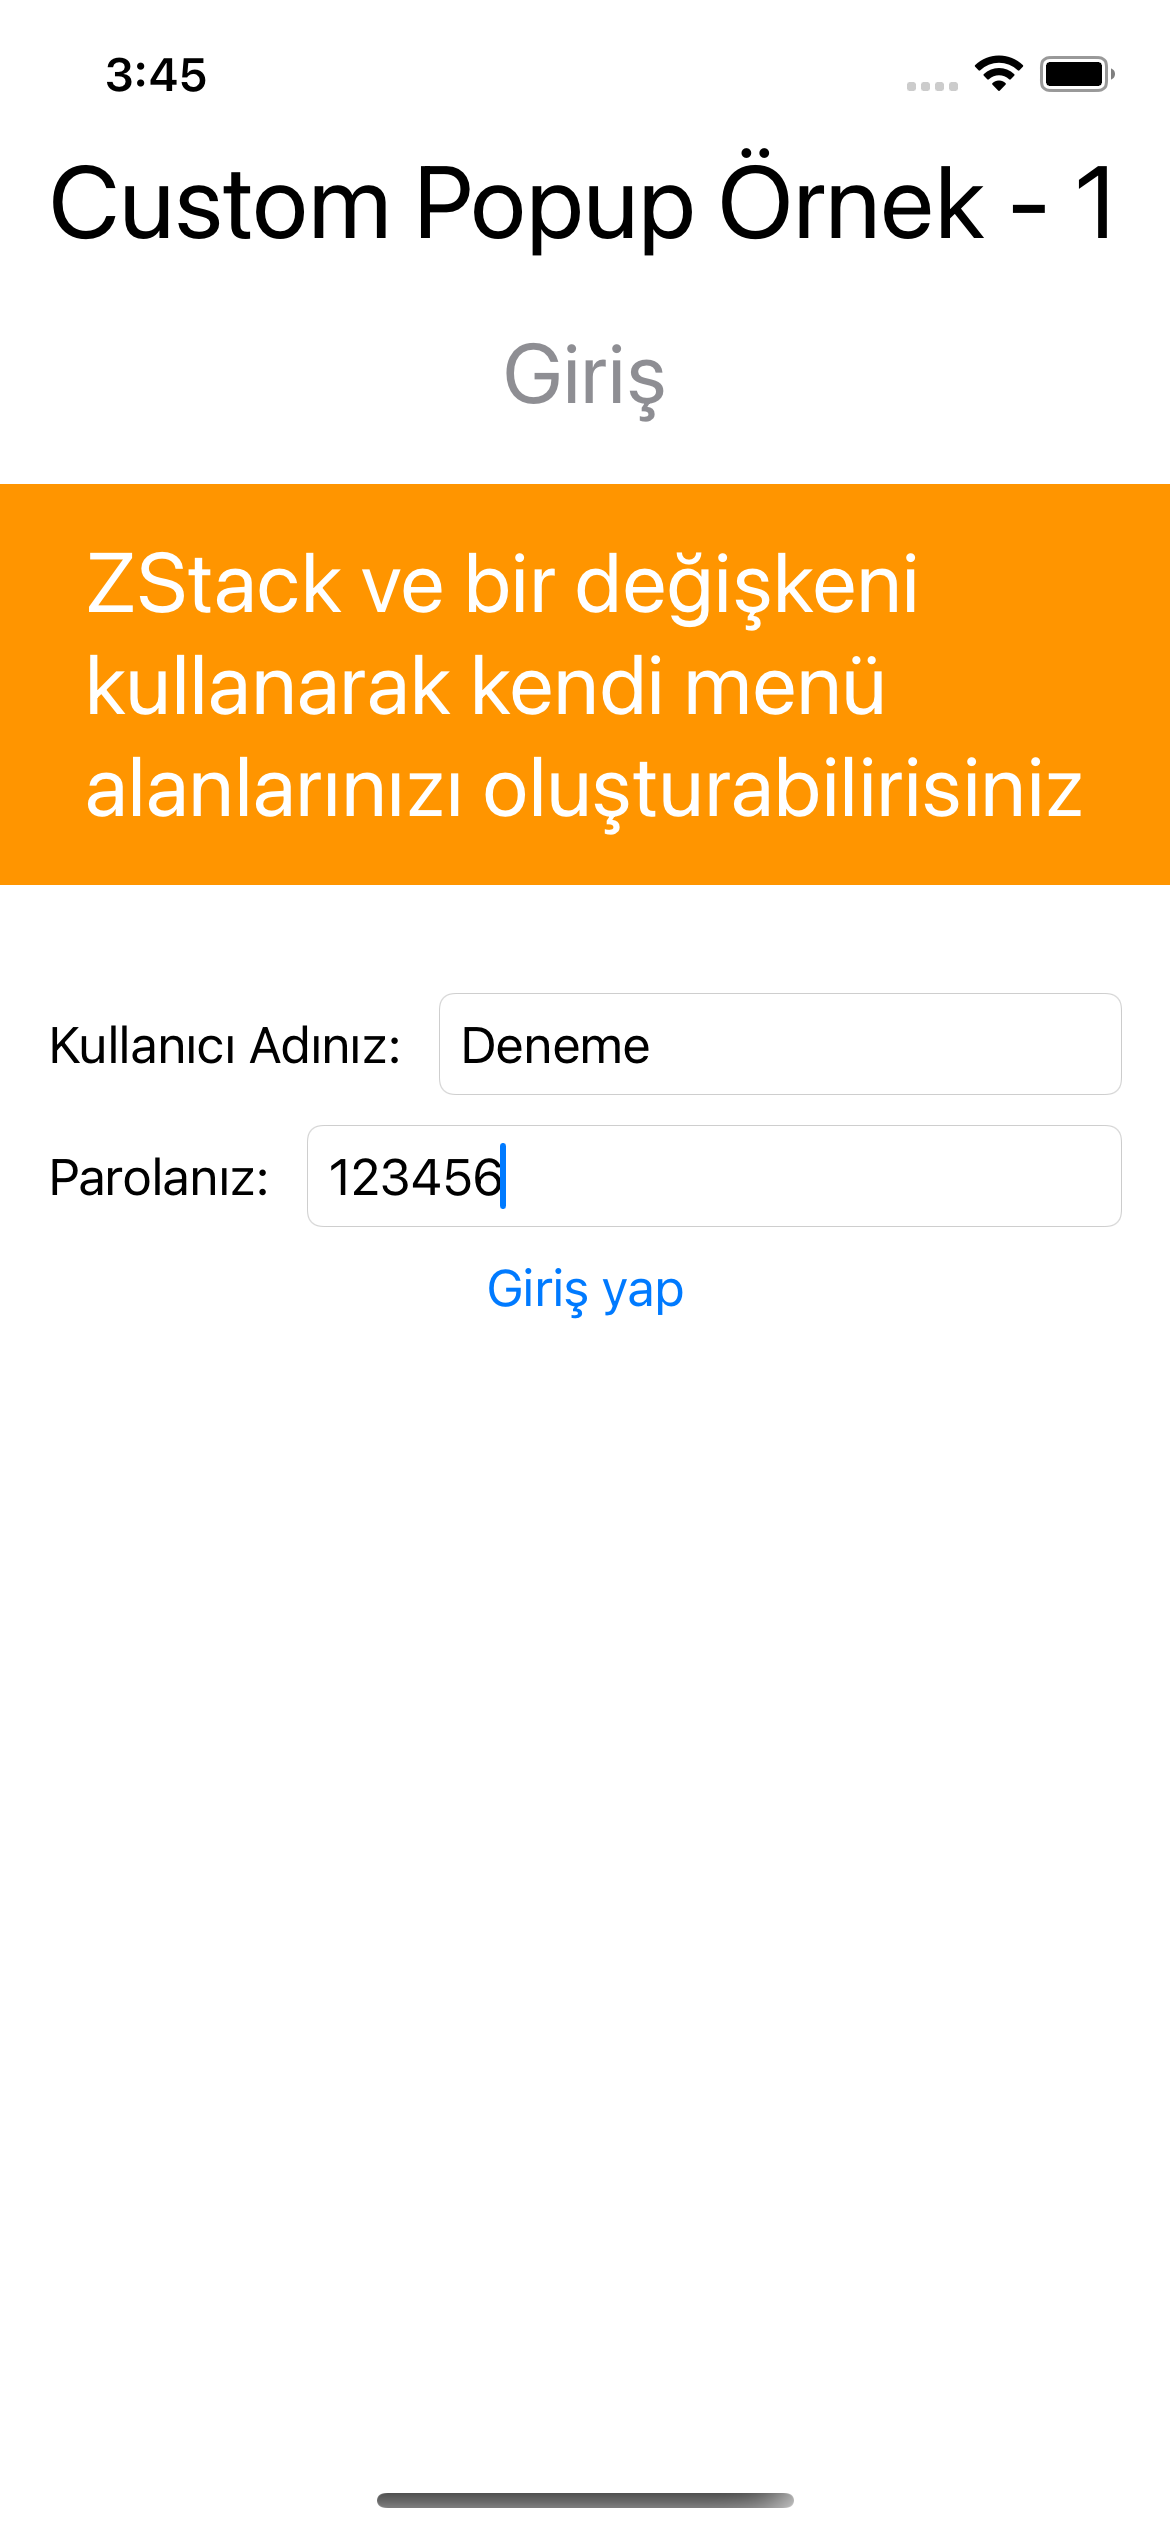 3:45
Custom Popup Örnek - 1
Giriş
ZStack ve bir değişkeni
kullanarak kendi menü
alanlarınızı oluşturabilirisiniz
Kullanıcı Adınız: Deneme
Parolanız: 123456
Giriş yap